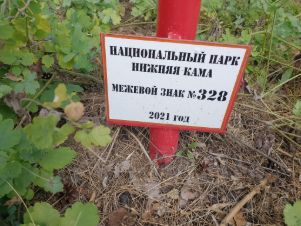 НАЦИОНАЛЬНЫЙ ПАРК
НИЖНЯЯ КАМА
МЕЖЕВОЙ ЗНАК №328
2021 ГОД